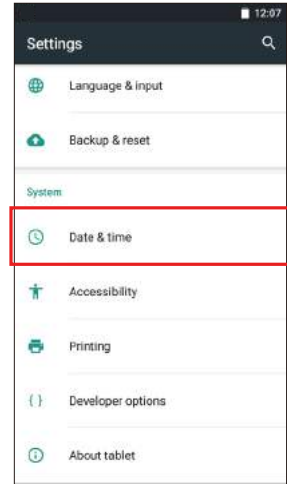 12:07
Settings
Language & input
Backup & reset
System
Date & time
Accessibility
Printing
{ } Developer options
About tablet